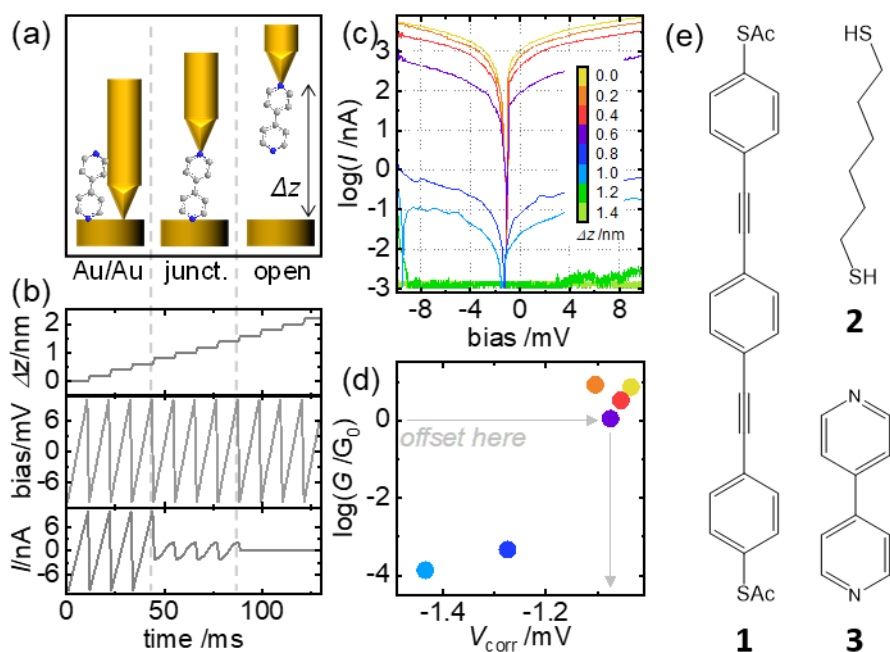 (a)
Δz
Au/Au junct. open
(b)
Δz/nm
2
1
0
bias/mV
6
0
-6
I/nA
6
0
-6
0 50 100
time /ms
(c)
log(I /nA)
3
2
1
0
-1
-2
-3
-8 -4 0 4 8
bias /mV
0.0
0.2
0.4
0.6
0.8
1.0
1.2
1.4
Δz /nm
(d)
log(G /G0)
0
-2
-4
offset here
-1.4 -1.2
Vcorr /mV
(e)
SAc
SAc
1
HS
SH
2
N
N
3